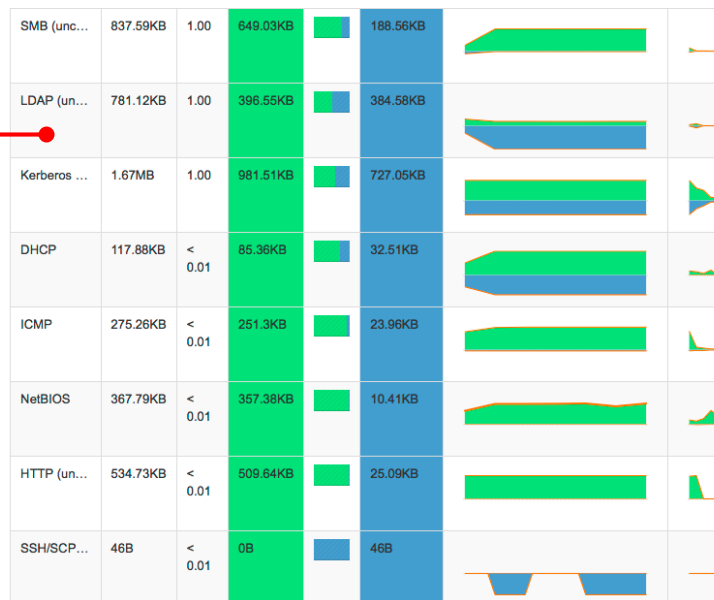 SMB (unc... 837.59KB 1.00 649.03KB 188.56KB
LDAP (un... 781.12KB 1.00 396.55KB 384.58KB
Kerberos ... 1.67MB 1.00 981.51KB 727.05KB
DHCP 117.88KB < 85.36KB 32.51KB
0.01
ICMP 275.26KB < 251.3KB 23.96KB
0.01
NetBIOS 367.79KB < 357.38KB 10.41KB
0.01
HTTP (un... 534.73KB < 509.64KB 25.09KB
0.01
SSH/SCP... 46B < 0B 46B
0.01